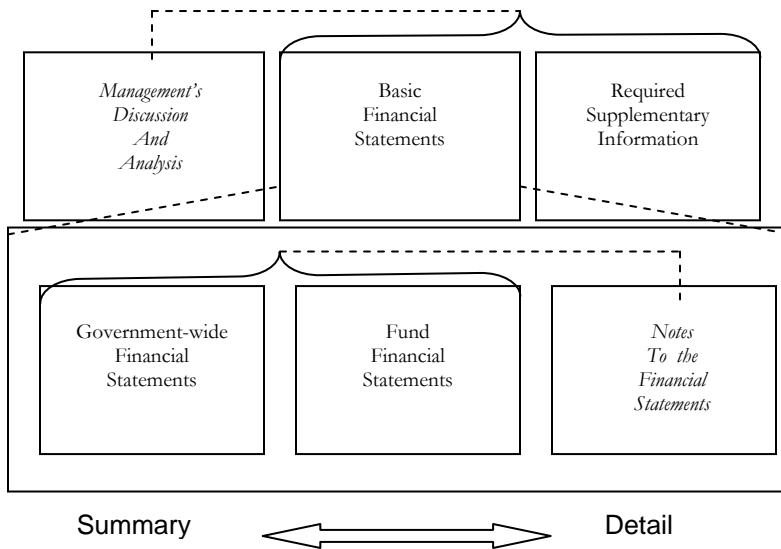 Management's
Discussion
And
Analysis
Basic
Financial
Statements
Required
Supplementary
Information
Government-wide
Financial
Statements
Fund
Financial
Statements
Notes
To the
Financial
Statements
Summary
Detail